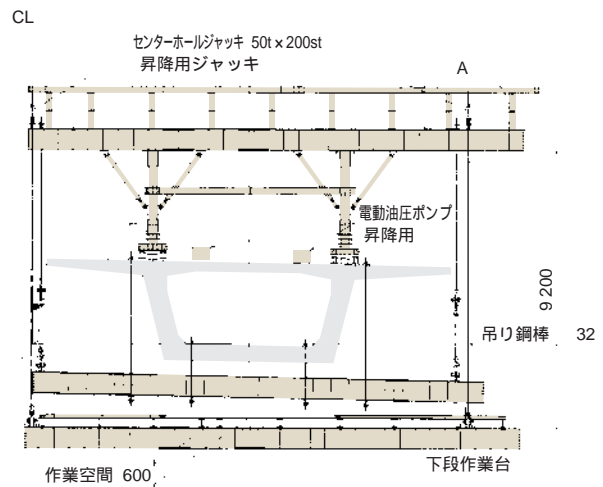 CL
センターホールジャッキ 50t×200st
昇降用ジャッキ
A
電動油圧ポンプ
昇降用
9 200
吊り鋼棒 32
下段作業台
作業空間 600